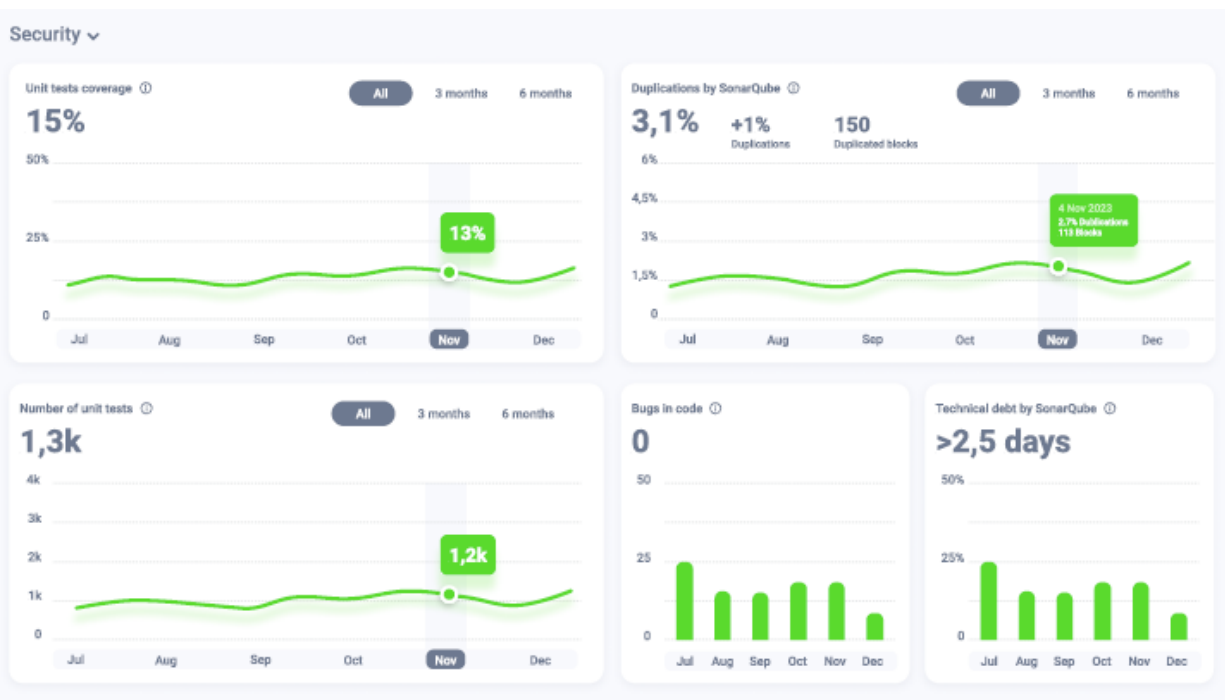 Security
Unit tests coverage
All 3 months 6 months
15%
50%
25%
0
13%
Jul Aug Sep Oct Nov Dec
Duplications by SonarQube
All 3 months 6 months
3,1%
+1%
Duplications
150
Duplicated blocks
6%
4,5%
3%
1,5%
0
4 Nov 2023
2.7% Dublications
113 Blocks
Jul Aug Sep Oct Nov Dec
Number of unit tests
All 3 months 6 months
1,3k
4k
3k
2k
1k
0
1,2k
Jul Aug Sep Oct Nov Dec
Bugs in code
0
50
25
0
Jul Aug Sep Oct Nov Dec
Technical debt by SonarQube
>2,5 days
50%
25%
0
Jul Aug Sep Oct Nov Dec